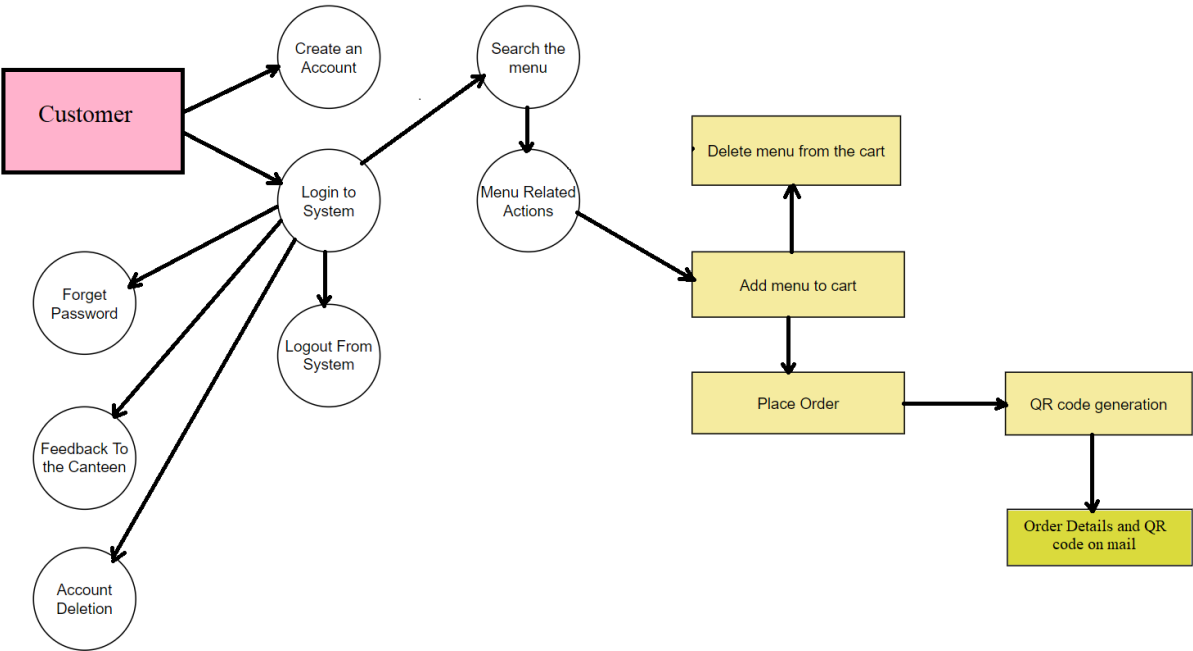 Create an
Account
Search the
menu
Customer
Delete menu from the cart
Login to
System
Menu Related
Actions
Add menu to cart
Forget
Password
Logout From
System
Place Order
QR code generation
Feedback To
the Canteen
Order Details and QR
code on mail
Account
Deletion